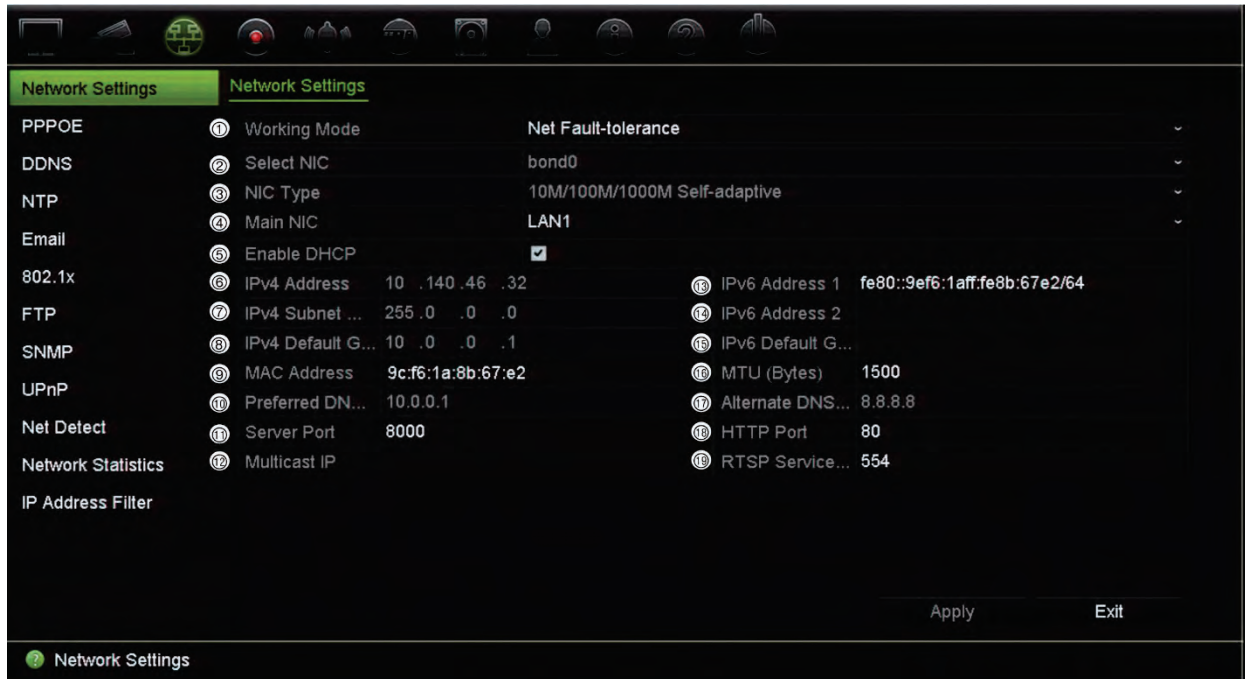 Network Settings
Network Settings
PPPOE
DDNS
NTP
Email
802.1x
FTP
SNMP
UPnP
Net Detect
Network Statistics
IP Address Filter
① Working Mode Net Fault-tolerance
② Select NIC bond0
③ NIC Type 10M/100M/1000M Self-adaptive
④ Main NIC LAN1
⑤ Enable DHCP
⑥ IPv4 Address 10 .140 .46 .32
⑦ IPv4 Subnet ... 255 .0 .0 .0
⑧ IPv4 Default G... 10 .0 .0 .1
⑨ MAC Address 9c:f6:1a:8b:67:e2
⑩ Preferred DN... 10.0.0.1
⑪ Server Port 8000
⑫ Multicast IP
⑬ IPv6 Address 1 fe80::9ef6:1aff:fe8b:67e2/64
⑭ IPv6 Address 2
⑮ IPv6 Default G...
⑯ MTU (Bytes) 1500
⑰ Alternate DNS... 8.8.8.8
⑱ HTTP Port 80
⑲ RTSP Service... 554
Apply Exit
Network Settings